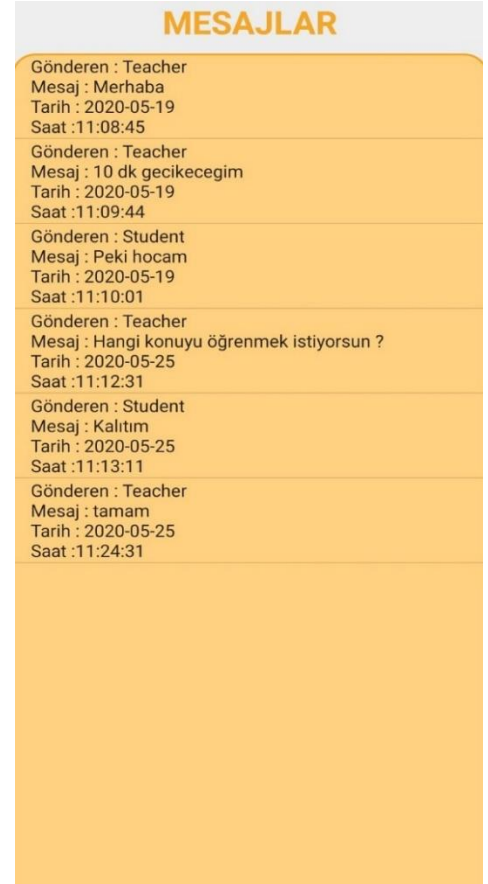 MESAJLAR
Gönderen : Teacher
Mesaj : Merhaba
Tarih : 2020-05-19
Saat :11:08:45
Gönderen : Teacher
Mesaj : 10 dk gecikecegim
Tarih : 2020-05-19
Saat :11:09:44
Gönderen : Student
Mesaj : Peki hocam
Tarih : 2020-05-19
Saat :11:10:01
Gönderen : Teacher
Mesaj : Hangi konuyu öğrenmek istiyorsun ?
Tarih : 2020-05-25
Saat :11:12:31
Gönderen : Student
Mesaj : Kalıtım
Tarih : 2020-05-25
Saat :11:13:11
Gönderen : Teacher
Mesaj : tamam
Tarih : 2020-05-25
Saat :11:24:31